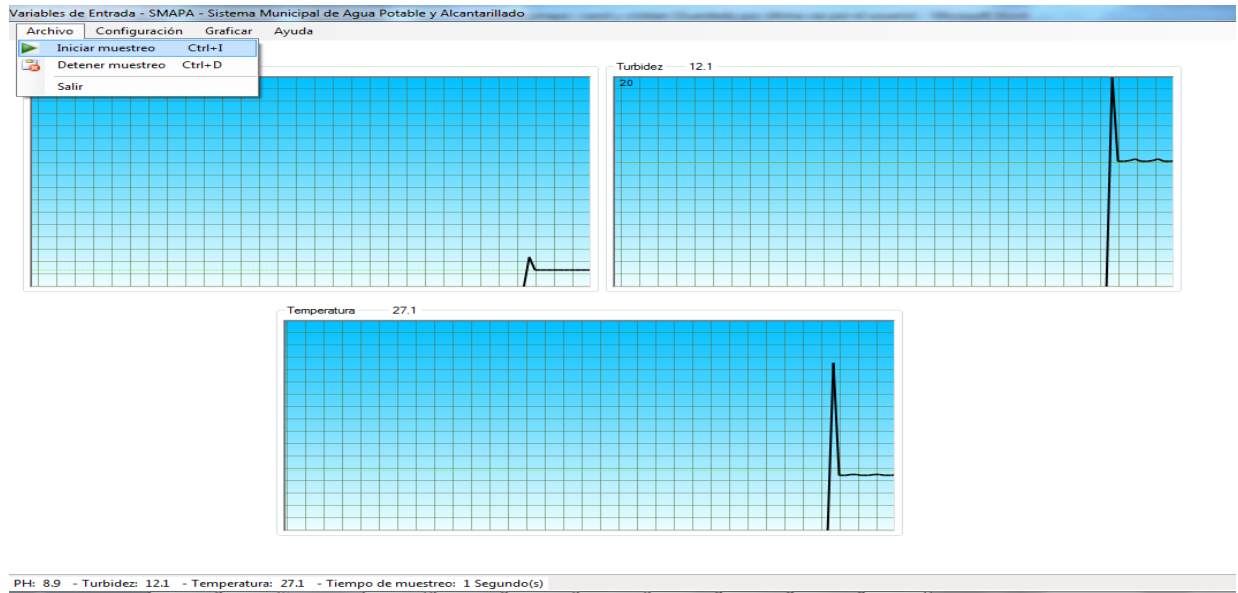 Variables de Entrada - SMAPA - Sistema Municipal de Agua Potable y Alcantarillado
Archivo Configuración Graficar Ayuda
Iniciar muestreo Ctrl+I
Detener muestreo Ctrl+D
Salir
Turbidez 12.1
20
Temperatura 27.1
PH: 8.9 - Turbidez: 12.1 - Temperatura: 27.1 - Tiempo de muestreo: 1 Segundo(s)